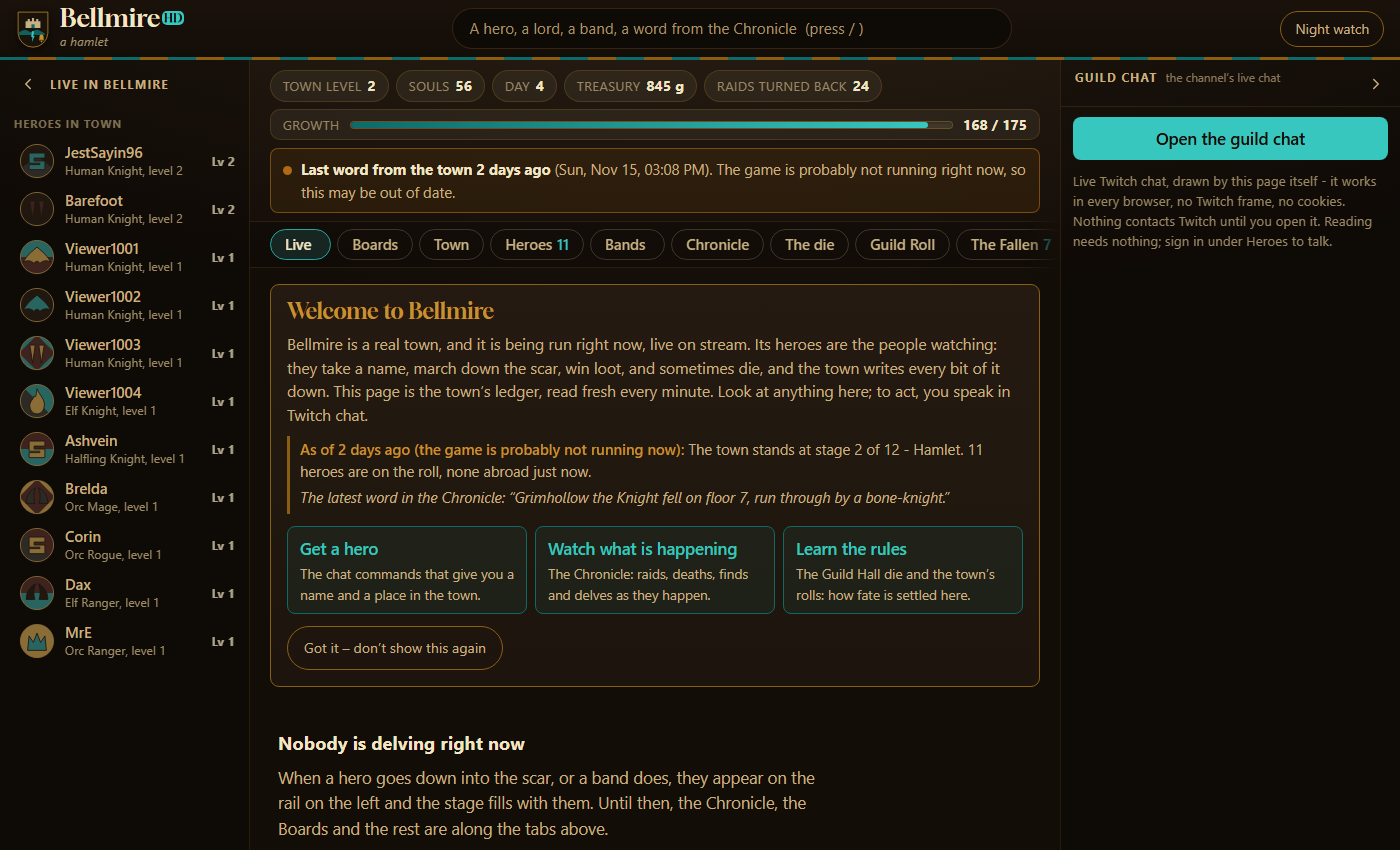 Bellmire HD
a hamlet
A hero, a lord, a band, a word from the Chronicle (press / )
Night watch
LIVE IN BELLMIRE
HEROES IN TOWN
JestSayin96
Human Knight, level 2
Lv 2
Barefoot
Human Knight, level 2
Lv 2
Viewer1001
Human Knight, level 1
Lv 1
Viewer1002
Human Knight, level 1
Lv 1
Viewer1003
Human Knight, level 1
Lv 1
Viewer1004
Elf Knight, level 1
Lv 1
Ashvein
Halfling Knight, level 1
Lv 1
Brelda
Orc Mage, level 1
Lv 1
Corin
Orc Rogue, level 1
Lv 1
Dax
Elf Ranger, level 1
Lv 1
MrE
Orc Ranger, level 1
Lv 1
TOWN LEVEL 2
SOULS 56
DAY 4
TREASURY 845 g
RAIDS TURNED BACK 24
GROWTH 168 / 175
Last word from the town 2 days ago (Sun, Nov 15, 03:08 PM). The game is probably not running right now, so
this may be out of date.
Live
Boards
Town
Heroes 11
Bands
Chronicle
The die
Guild Roll
The Fallen 7
Welcome to Bellmire
Bellmire is a real town, and it is being run right now, live on stream. Its heroes are the people watching:
they take a name, march down the scar, win loot, and sometimes die, and the town writes every bit of it
down. This page is the town's ledger, read fresh every minute. Look at anything here; to act, you speak in
Twitch chat.
As of 2 days ago (the game is probably not running now): The town stands at stage 2 of 12 - Hamlet. 11
heroes are on the roll, none abroad just now.
The latest word in the Chronicle: “Grimhollow the Knight fell on floor 7, run through by a bone-knight.”
Get a hero
The chat commands that give you a
name and a place in the town.
Watch what is happening
The Chronicle: raids, deaths, finds
and delves as they happen.
Learn the rules
The Guild Hall die and the town's
rolls: how fate is settled here.
Got it – don't show this again
Nobody is delving right now
When a hero goes down into the scar, or a band does, they appear on the
rail on the left and the stage fills with them. Until then, the Chronicle, the
Boards and the rest are along the tabs above.
GUILD CHAT the channel's live chat
Open the guild chat
Live Twitch chat, drawn by this page itself - it works
in every browser, no Twitch frame, no cookies.
Nothing contacts Twitch until you open it. Reading
needs nothing; sign in under Heroes to talk.